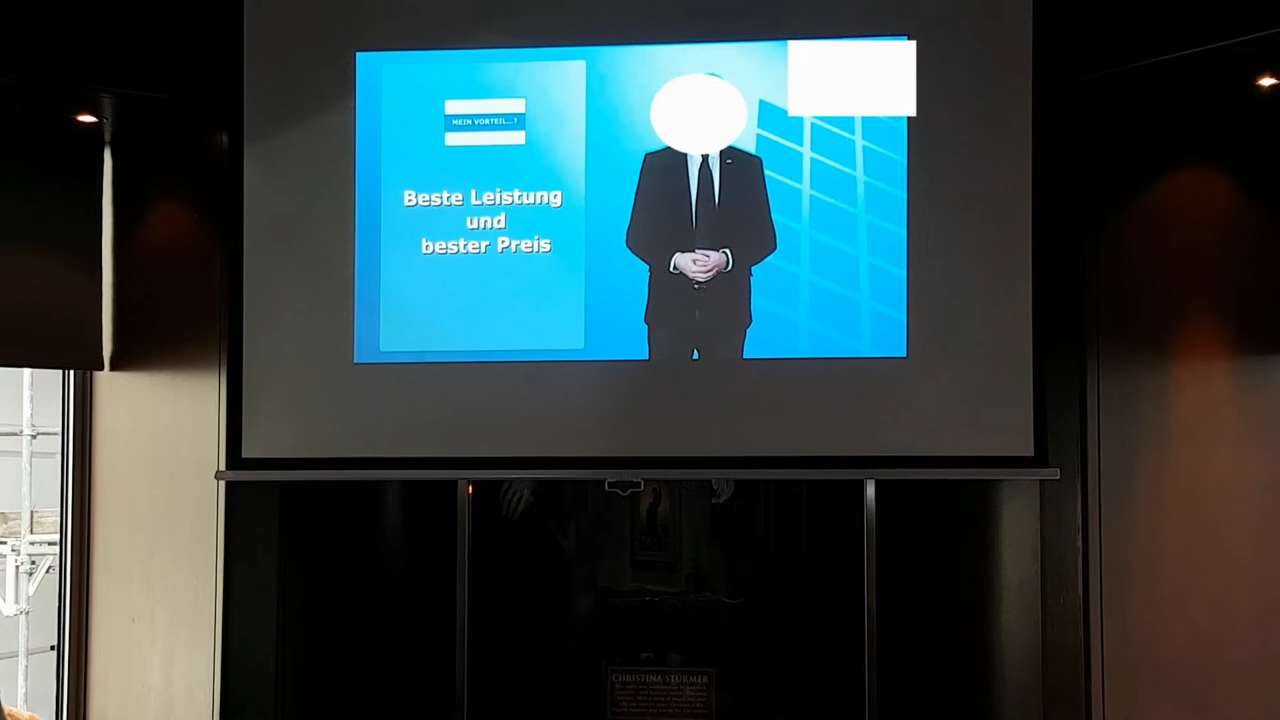 MEIN VORTEIL...?
Beste Leistung
und
bester Preis
CHRISTINA STÜRMER